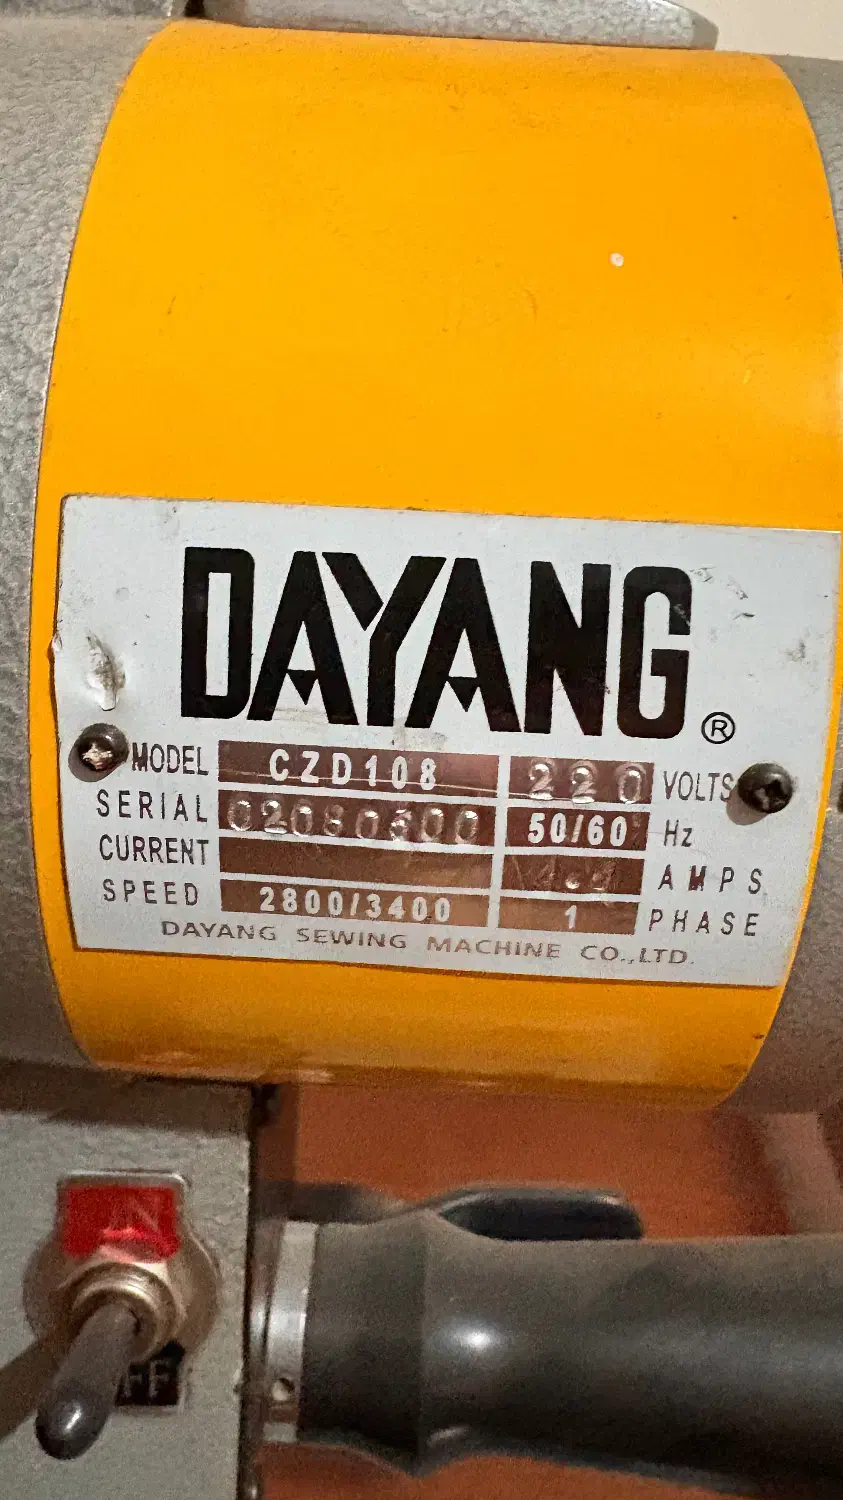 DAYANG ®
MODEL CZD108 220 VOLTS
SERIAL 02080300 50/60 Hz
CURRENT AMPS
SPEED 2800/3400 1 PHASE
DAYANG SEWING MACHINE CO.,LTD.